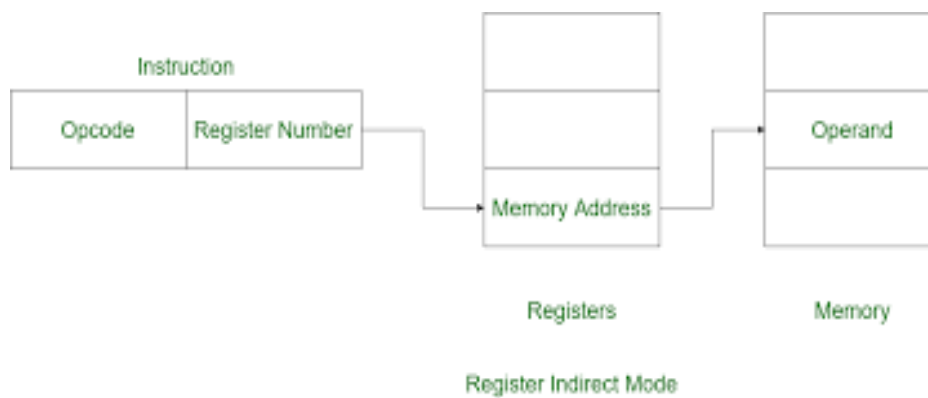 Instruction
Opcode
Register Number
Operand
Memory Address
Registers
Memory
Register Indirect Mode